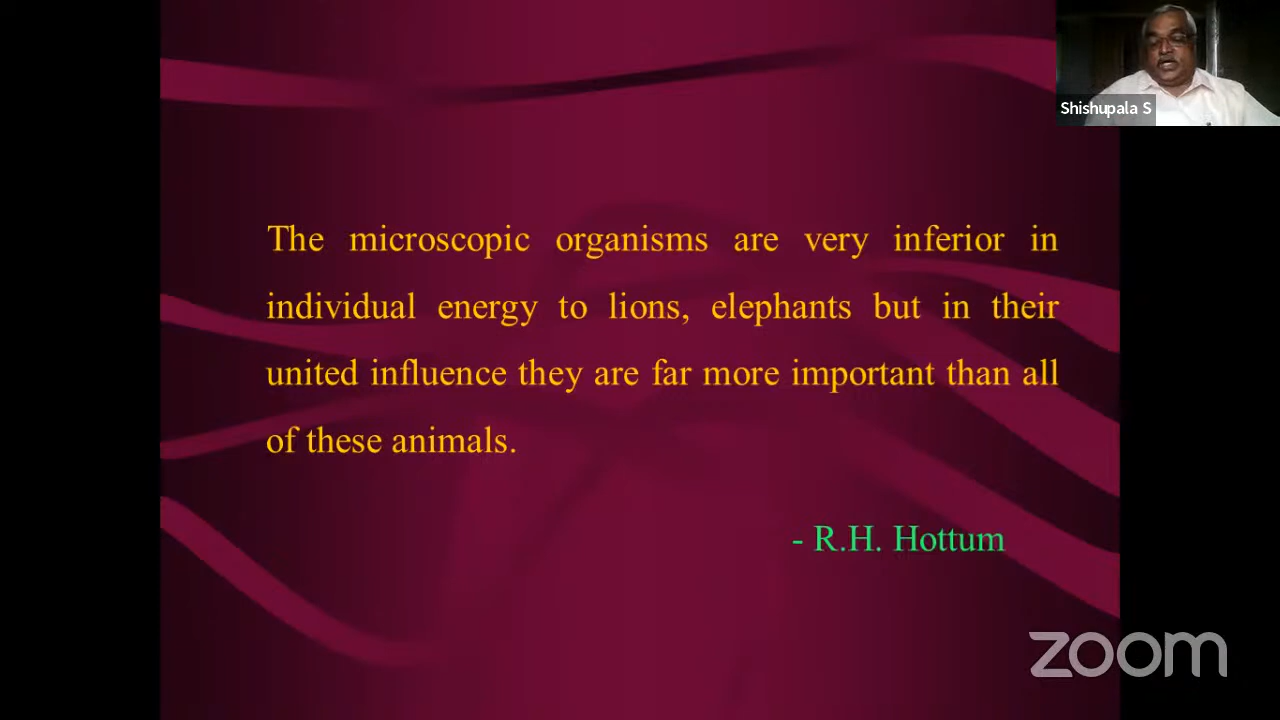 Shishupala S
The microscopic organisms are very inferior in
individual energy to lions, elephants but in their
united influence they are far more important than all
of these animals.
- R.H. Hottum
zoom